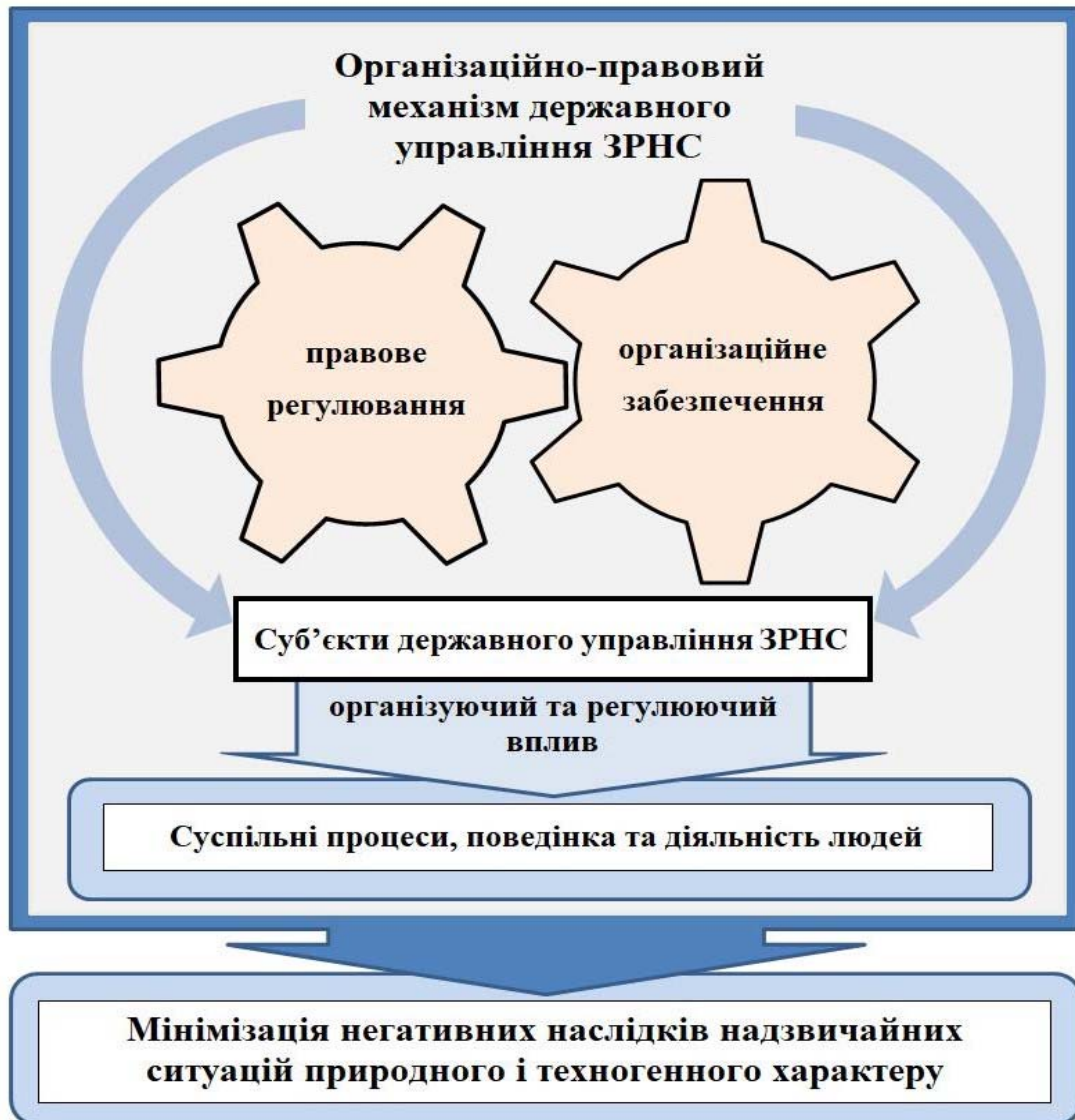 Організаційно-правовий
механізм державного
управління ЗРНС
правове
регулювання
організаційне
забезпечення
Суб’єкти державного управління ЗРНС
організуючий та регулюючий
вплив
Суспільні процеси, поведінка та діяльність людей
Мінімізація негативних наслідків надзвичайних
ситуацій природного і техногенного характеру